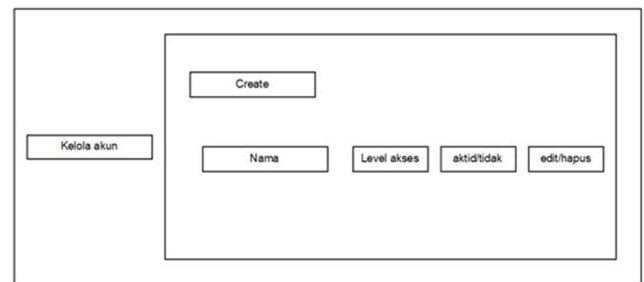 Create
Kelola akun
Nama
Level akses
aktid/tidak
edit/hapus